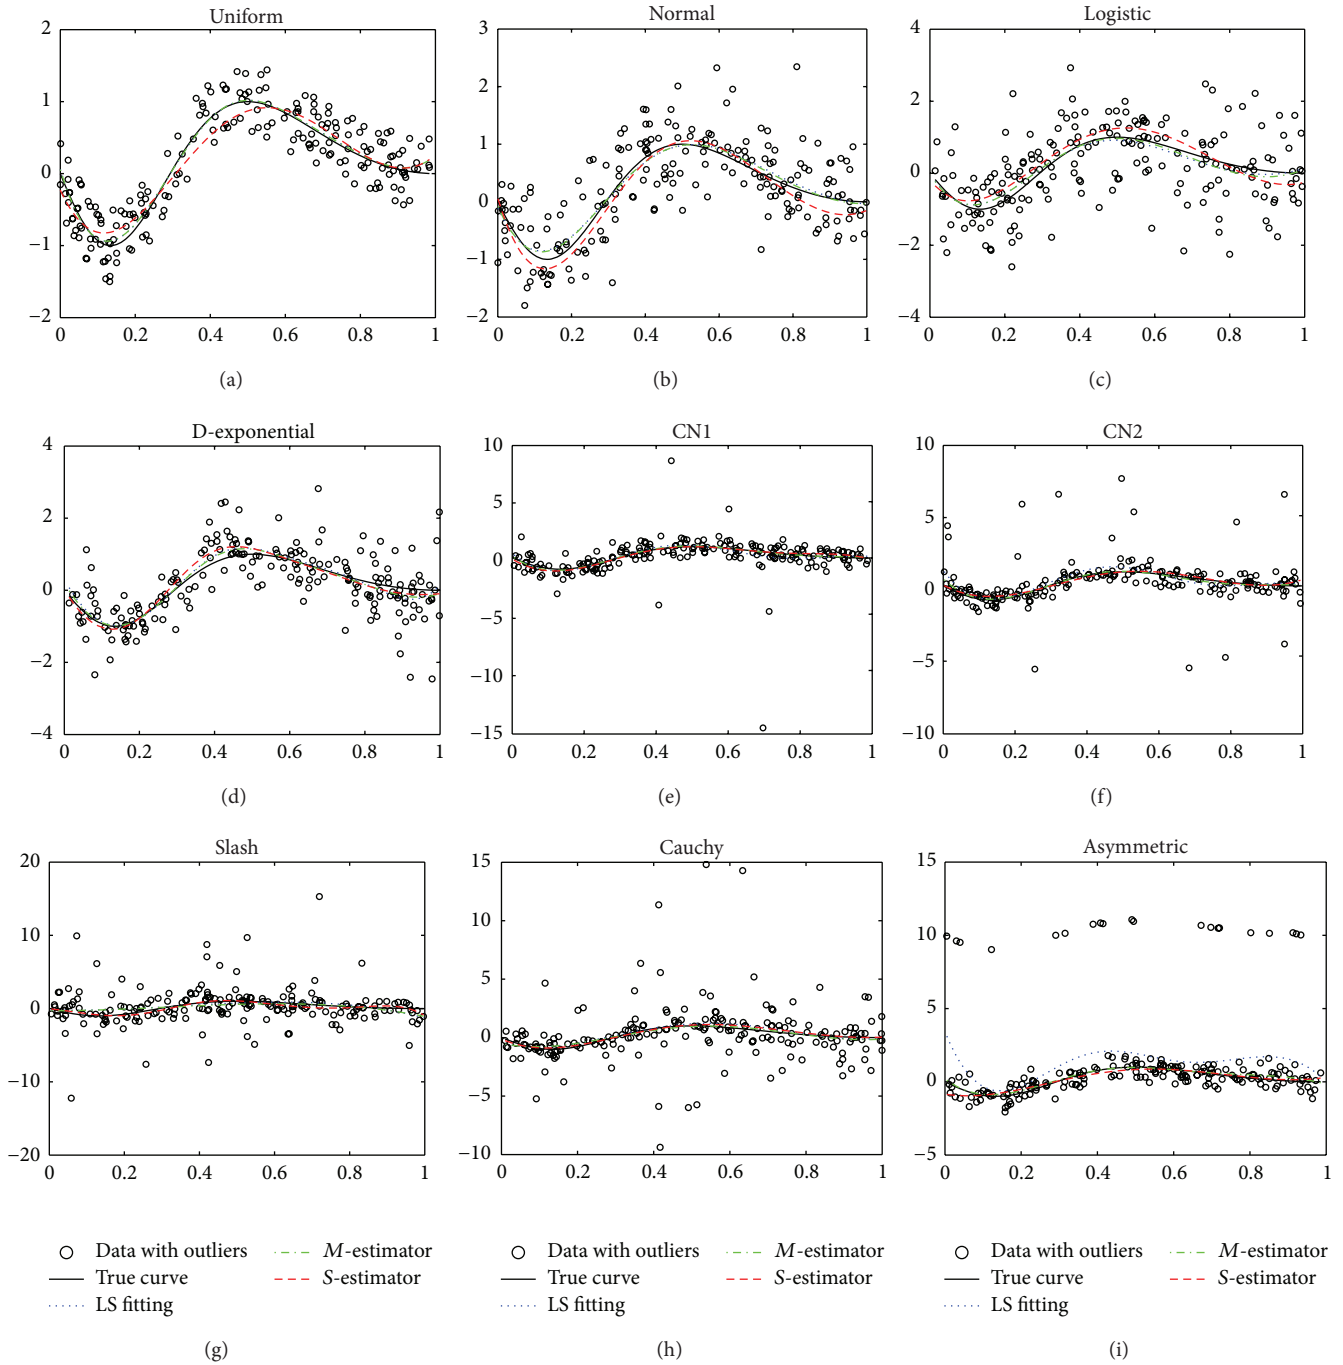 Uniform
2
1
0
−1
−2
0 0.2 0.4 0.6 0.8 1
(a)
Normal
3
2
1
0
−1
−2
0 0.2 0.4 0.6 0.8 1
(b)
Logistic
4
2
0
−2
−4
0 0.2 0.4 0.6 0.8 1
(c)
D-exponential
4
2
0
−2
−4
0 0.2 0.4 0.6 0.8 1
(d)
CN1
10
5
0
−5
−10
−15
0 0.2 0.4 0.6 0.8 1
(e)
CN2
10
5
0
−5
−10
0 0.2 0.4 0.6 0.8 1
(f)
Slash
20
10
0
−10
−20
0 0.2 0.4 0.6 0.8 1
Data with outliers
True curve
LS fitting
M-estimator
S-estimator
(g)
Cauchy
15
10
5
0
−5
−10
0 0.2 0.4 0.6 0.8 1
Data with outliers
True curve
LS fitting
M-estimator
S-estimator
(h)
Asymmetric
15
10
5
0
−5
0 0.2 0.4 0.6 0.8 1
Data with outliers
True curve
LS fitting
M-estimator
S-estimator
(i)